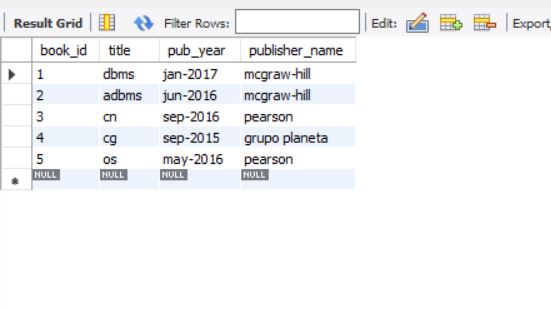 Result Grid Filter Rows: Edit: Export
book_id title pub_year publisher_name
1 dbms jan-2017 mcgraw-hill
2 adbms jun-2016 mcgraw-hill
3 cn sep-2016 pearson
4 cg sep-2015 grupo planeta
5 os may-2016 pearson
NULL NULL NULL NULL